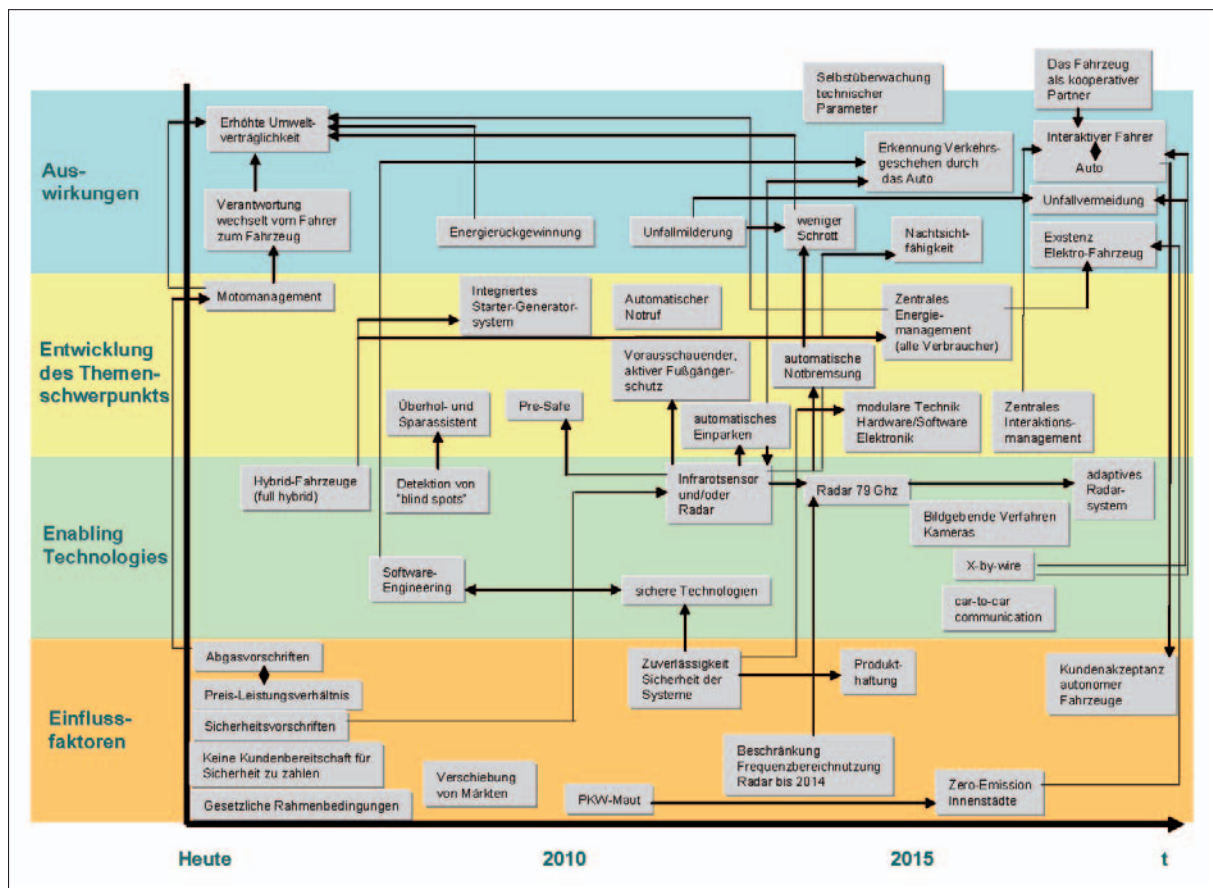 Selbstüberwachung
technischer
Parameter
Das Fahrzeug
als kooperativer
Partner
Aus-
wirkungen
Erhöhte Umwelt-
verträglichkeit
Erkennung Verkehrs-
geschehen durch
das Auto
Interaktiver Fahrer
Auto
Verantwortung
wechselt vom Fahrer
zum Fahrzeug
Energierückgewinnung
Unfallmilderung
weniger
Schrott
Nachtsicht-
fähigkeit
Unfallvermeidung
Existenz
Elektro-Fahrzeug
Entwicklung
des Themen-
schwerpunkts
Motomanagement
Integriertes
Starter-Generator-
system
Automatischer
Notruf
Zentrales
Energie-
management
(alle Verbraucher)
Vorausschauender,
aktiver Fußgänger-
schutz
automatische
Notbremsung
Überhol- und
Sparassistent
Pre-Safe
automatisches
Einparken
modulare Technik
Hardware/Software
Elektronik
Zentrales
Interaktions-
management
Enabling
Technologies
Hybrid-Fahrzeuge
(full hybrid)
Detektion von
"blind spots"
Infrarotsensor
und/oder
Radar
Radar 79 Ghz
adaptives
Radar-
system
Bildgebende Verfahren
Kameras
Software-
Engineering
sichere Technologien
X-by-wire
car-to-car
communication
Einfluss-
faktoren
Abgasvorschriften
Preis-Leistungsverhältnis
Sicherheitsvorschriften
Keine Kundenbereitschaft für
Sicherheit zu zahlen
Gesetzliche Rahmenbedingungen
Verschiebung
von Märkten
PKW-Maut
Zuverlässigkeit
Sicherheit der
Systeme
Produkt-
haftung
Beschränkung
Frequenzbereichnutzung
Radar bis 2014
Zero-Emission
Innenstädte
Kundenakzeptanz
autonomer
Fahrzeuge
Heute
2010
2015
t